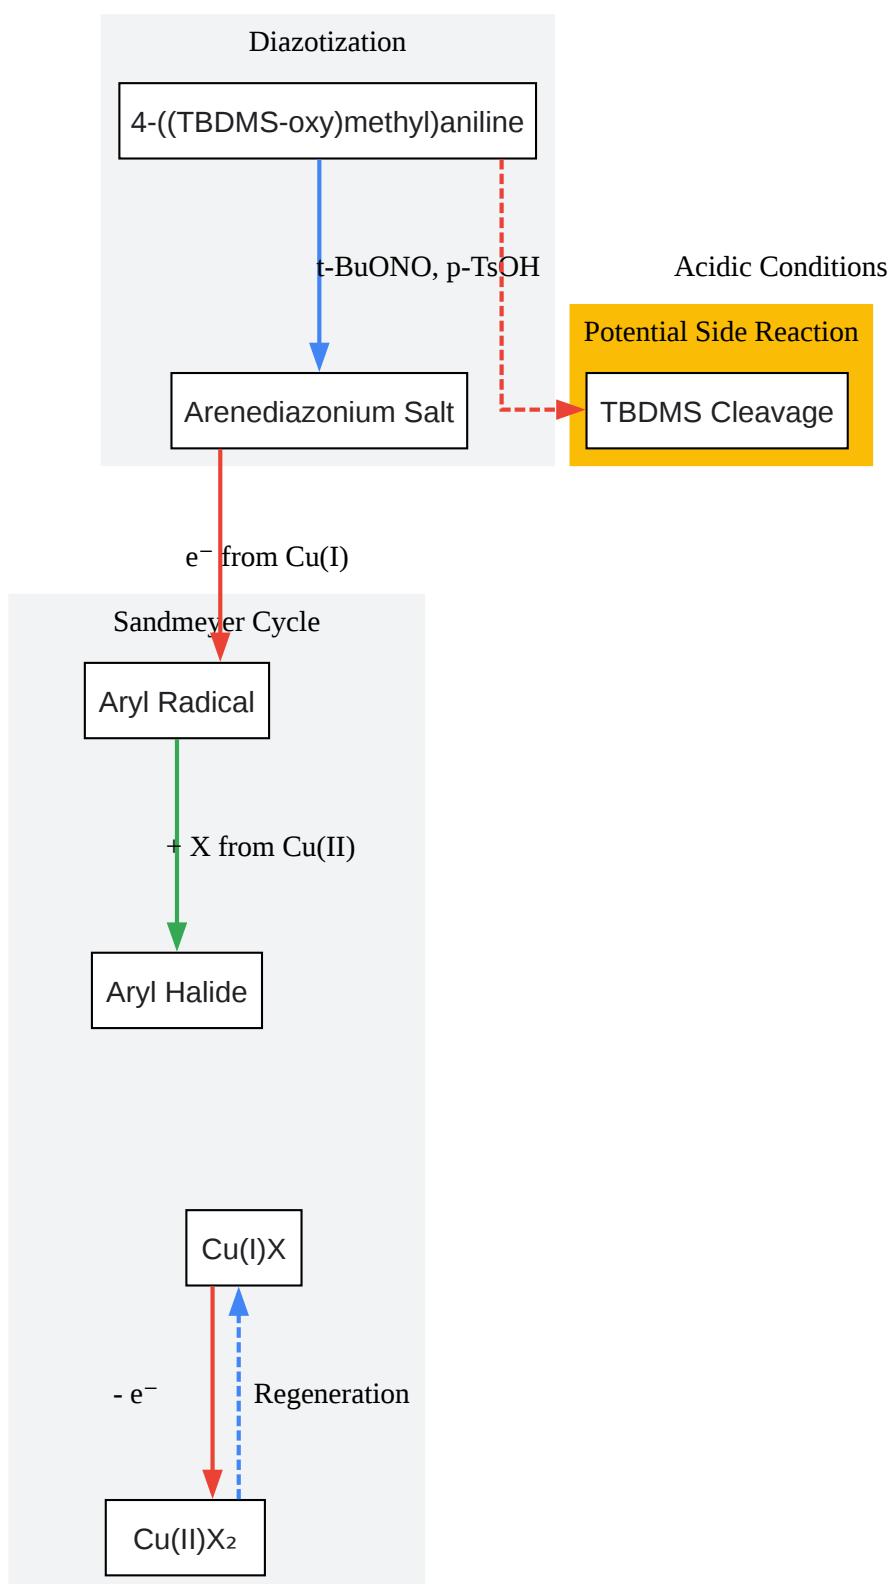 Diazotization
4-((TBDMS-oxy)methyl)aniline
t-BuONO, p-TsOH
Acidic Conditions
Potential Side Reaction
Arenediazonium Salt
TBDMS Cleavage
e⁻ from Cu(I)
Sandmeyer Cycle
Aryl Radical
+ X from Cu(II)
Aryl Halide
Cu(I)X
- e⁻
Regeneration
Cu(II)X₂